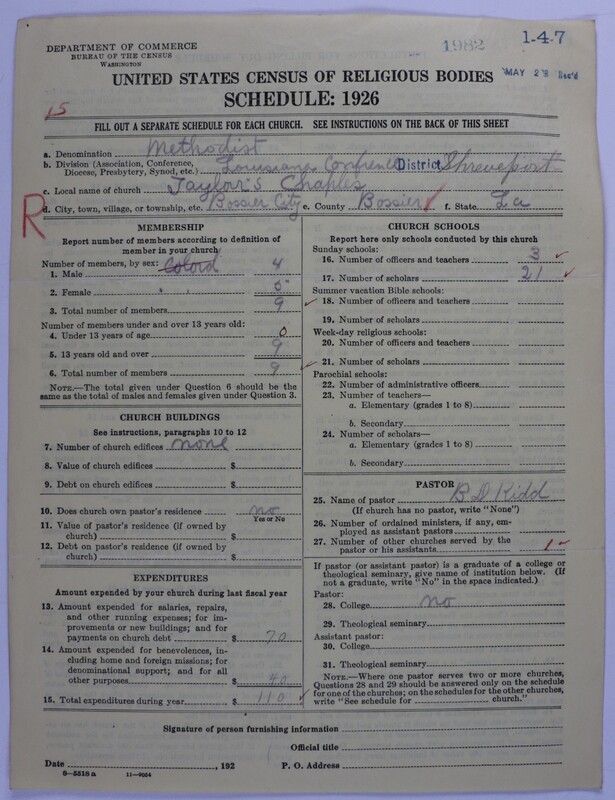 DEPARTMENT OF COMMERCE
BUREAU OF THE CENSUS
WASHINGTON
1982
1-4-7
UNITED STATES CENSUS OF RELIGIOUS BODIES
MAY 23 Rec'd
SCHEDULE: 1926
15
FILL OUT A SEPARATE SCHEDULE FOR EACH CHURCH. SEE INSTRUCTIONS ON THE BACK OF THIS SHEET
a. Denomination Methodist
b. Division (Association, Conference, Diocese, Presbytery, Synod, etc.) Louisiana Confrence District Shreveport
c. Local name of church Taylor's Chaples
R
d. City, town, village, or township, etc. Bossier City e. County Bossier f. State La
MEMBERSHIP
Report number of members according to definition of
member in your church
Number of members, by sex: Colord
1. Male 4
2. Female 5
3. Total number of members 9
Number of members under and over 13 years old:
4. Under 13 years of age 0
5. 13 years old and over 9
6. Total number of members 9
NOTE.—The total given under Question 6 should be the
same as the total of males and females given under Question 3.
CHURCH BUILDINGS
See instructions, paragraphs 10 to 12
7. Number of church edifices none
8. Value of church edifices $
9. Debt on church edifices $
10. Does church own pastor's residence no
Yes or No
11. Value of pastor's residence (if owned by
church) $
12. Debt on pastor's residence (if owned by
church) $
EXPENDITURES
Amount expended by your church during last fiscal year
13. Amount expended for salaries, repairs,
and other running expenses; for im-
provements or new buildings; and for
payments on church debt $ 70
14. Amount expended for benevolences, in-
cluding home and foreign missions; for
denominational support; and for all
other purposes $ 40
15. Total expenditures during year $ 110
CHURCH SCHOOLS
Report here only schools conducted by this church
Sunday schools:
16. Number of officers and teachers 3
17. Number of scholars 21
Summer vacation Bible schools:
18. Number of officers and teachers
19. Number of scholars
Week-day religious schools:
20. Number of officers and teachers
21. Number of scholars
Parochial schools:
22. Number of administrative officers
23. Number of teachers—
a. Elementary (grades 1 to 8)
b. Secondary
24. Number of scholars—
a. Elementary (grades 1 to 8)
b. Secondary
PASTOR
25. Name of pastor B D Kidd
(If church has no pastor, write "None")
26. Number of ordained ministers, if any, em-
ployed as assistant pastors
27. Number of other churches served by the
pastor or his assistants 1
If pastor (or assistant pastor) is a graduate of a college or
theological seminary, give name of institution below. (If
not a graduate, write "No" in the space indicated.)
Pastor:
28. College no
29. Theological seminary
Assistant pastor:
30. College
31. Theological seminary
NOTE.—Where one pastor serves two or more churches,
Questions 28 and 29 should be answered only on the schedule
for one of the churches; on the schedules for the other churches,
write "See schedule for church."
Signature of person furnishing information
Official title
Date , 192 P. O. Address
6—5518a 11—9054